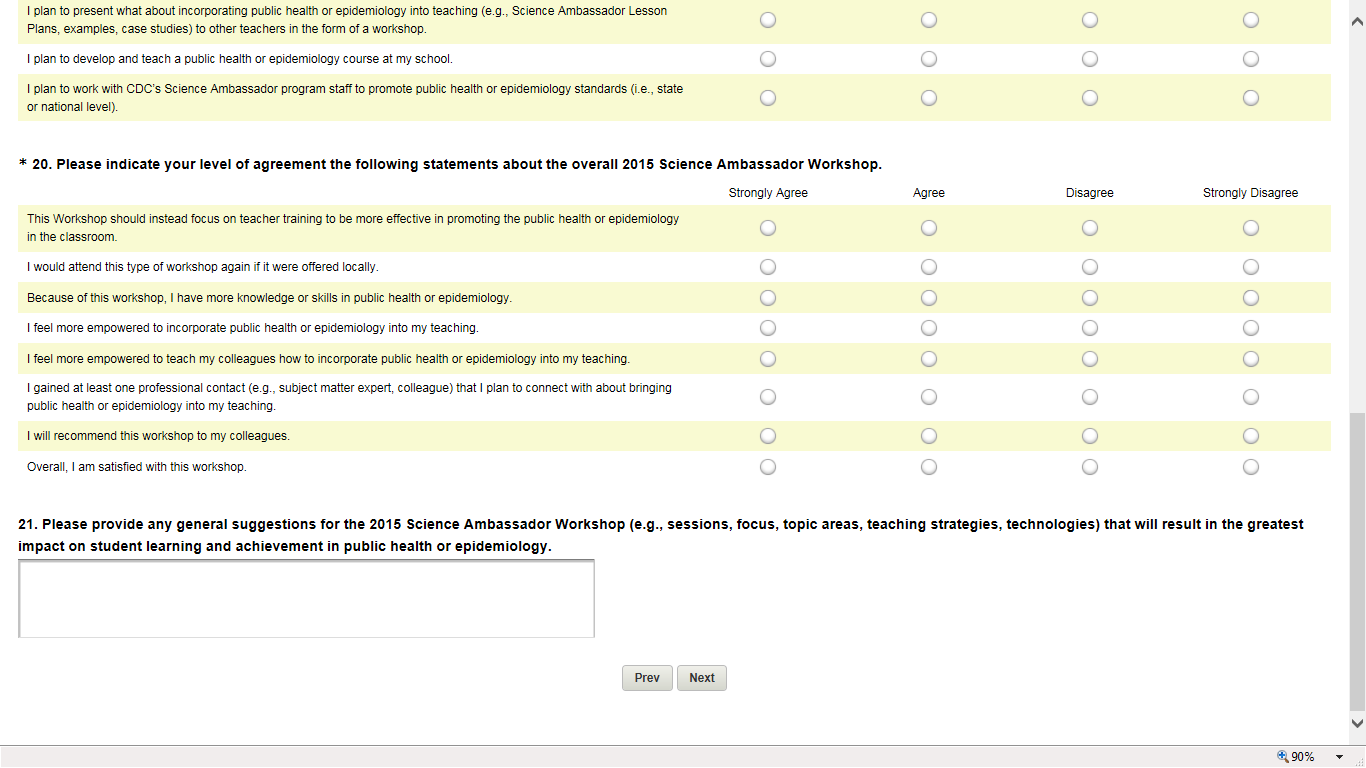 I plan to present what about incorporating public health or epidemiology into teaching (e.g., Science Ambassador Lesson
Plans, examples, case studies) to other teachers in the form of a workshop.
I plan to develop and teach a public health or epidemiology course at my school.
I plan to work with CDC's Science Ambassador program staff to promote public health or epidemiology standards (i.e., state
or national level).
* 20. Please indicate your level of agreement the following statements about the overall 2015 Science Ambassador Workshop.
Strongly Agree Agree Disagree Strongly Disagree
This Workshop should instead focus on teacher training to be more effective in promoting the public health or epidemiology
in the classroom.
I would attend this type of workshop again if it were offered locally.
Because of this workshop, I have more knowledge or skills in public health or epidemiology.
I feel more empowered to incorporate public health or epidemiology into my teaching.
I feel more empowered to teach my colleagues how to incorporate public health or epidemiology into my teaching.
I gained at least one professional contact (e.g., subject matter expert, colleague) that I plan to connect with about bringing
public health or epidemiology into my teaching.
I will recommend this workshop to my colleagues.
Overall, I am satisfied with this workshop.
21. Please provide any general suggestions for the 2015 Science Ambassador Workshop (e.g., sessions, focus, topic areas, teaching strategies, technologies) that will result in the greatest
impact on student learning and achievement in public health or epidemiology.
Prev Next
90%